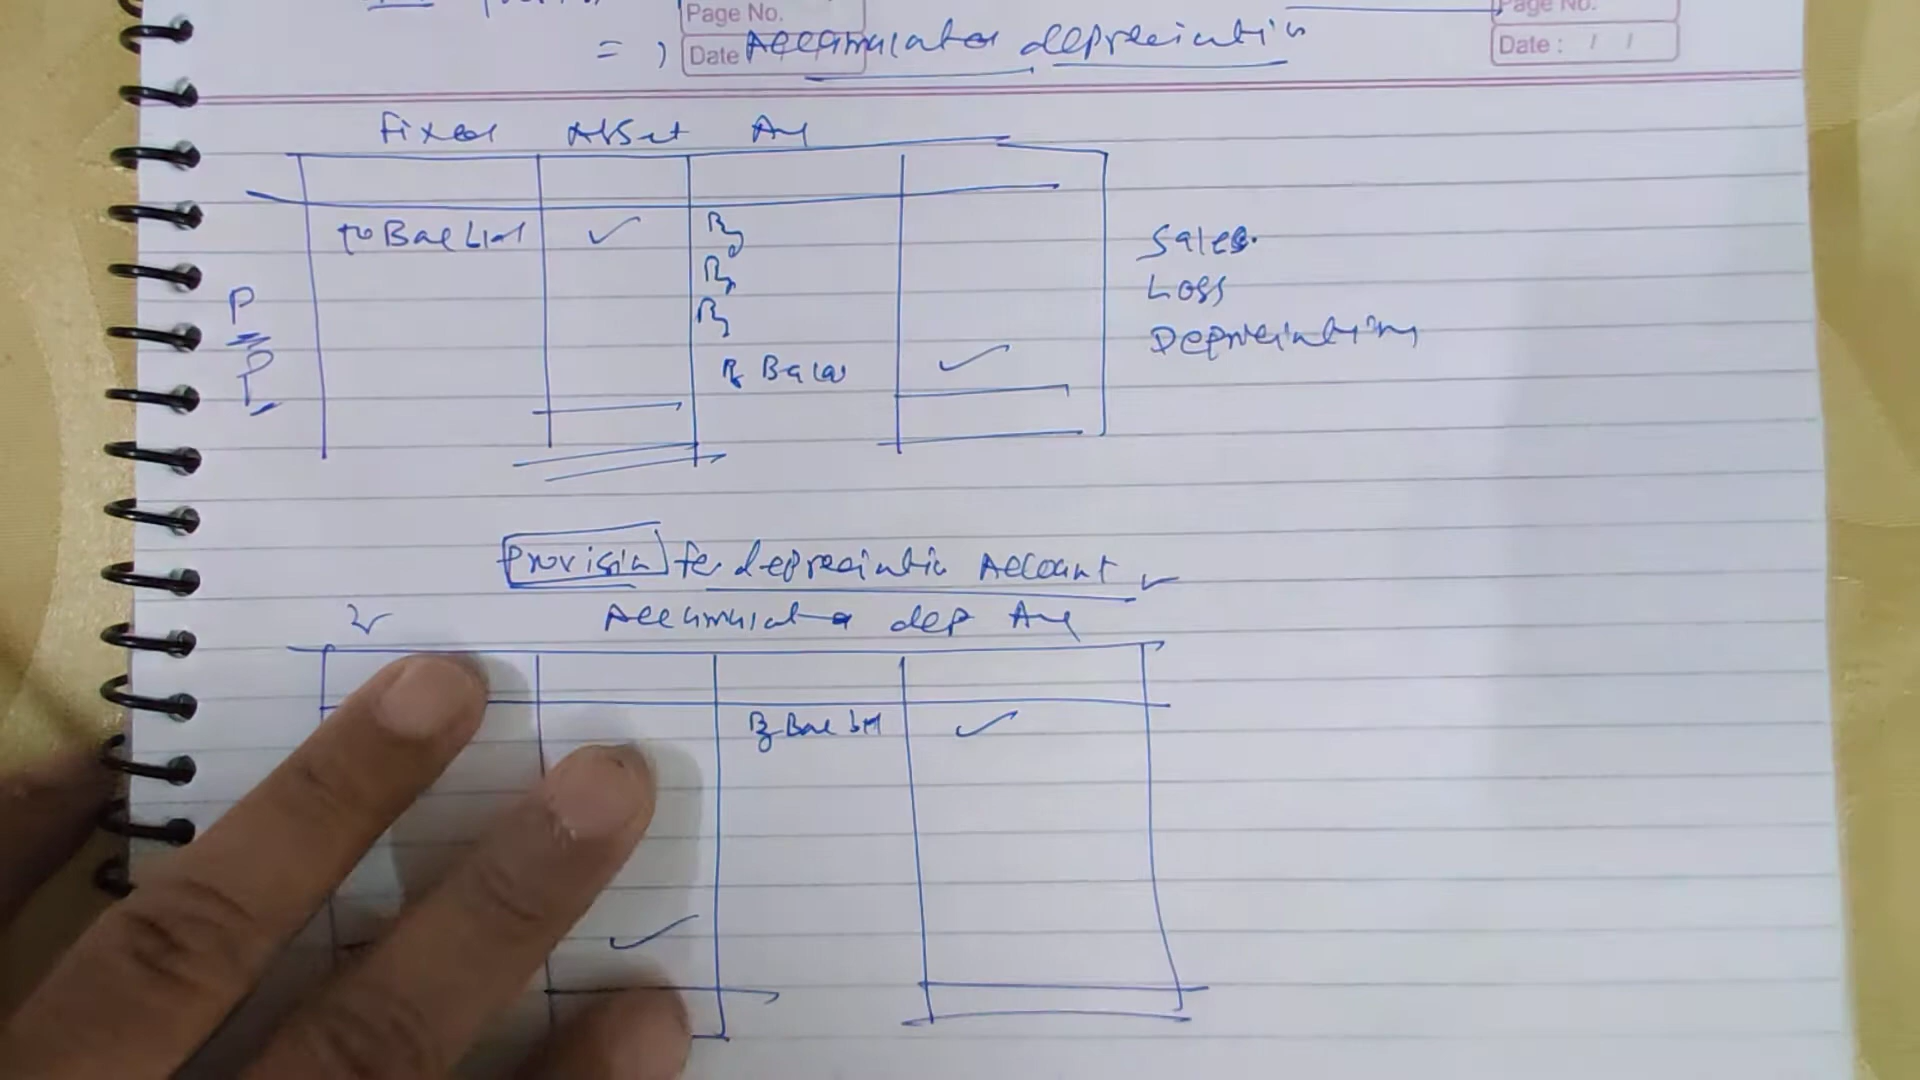 Page No.
Page No.
= ) Date Accumulated depreciation
Date : / /
Fixed Asset A/c
to Bal b/d ✓ By
Sales.
By
Loss
P
By
Depreciation
By Bal c/d ✓
Provision for depreciation Account ✓
Accumulated dep A/c
By Bal b/d ✓
✓